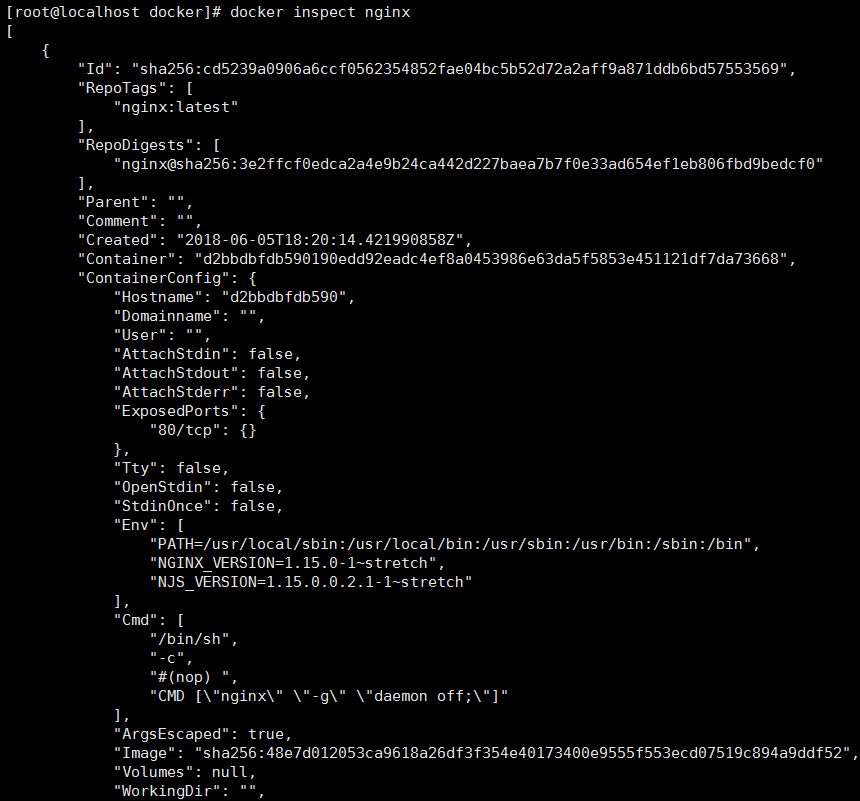 [root@localhost docker]# docker inspect nginx
[
    {
        "Id": "sha256:cd5239a0906a6ccf0562354852fae04bc5b52d72a2aff9a871ddb6bd57553569",
        "RepoTags": [
            "nginx:latest"
        ],
        "RepoDigests": [
            "nginx@sha256:3e2ffcf0edca2a4e9b24ca442d227baea7b7f0e33ad654ef1eb806fbd9bedcf0"
        ],
        "Parent": "",
        "Comment": "",
        "Created": "2018-06-05T18:20:14.421990858Z",
        "Container": "d2bbdbfdb590190edd92eadc4ef8a0453986e63da5f5853e451121df7da73668",
        "ContainerConfig": {
            "Hostname": "d2bbdbfdb590",
            "Domainname": "",
            "User": "",
            "AttachStdin": false,
            "AttachStdout": false,
            "AttachStderr": false,
            "ExposedPorts": {
                "80/tcp": {}
            },
            "Tty": false,
            "OpenStdin": false,
            "StdinOnce": false,
            "Env": [
                "PATH=/usr/local/sbin:/usr/local/bin:/usr/sbin:/usr/bin:/sbin:/bin",
                "NGINX_VERSION=1.15.0-1~stretch",
                "NJS_VERSION=1.15.0.0.2.1-1~stretch"
            ],
            "Cmd": [
                "/bin/sh",
                "-c",
                "#(nop) ",
                "CMD [\"nginx\" \"-g\" \"daemon off;\"]"
            ],
            "ArgsEscaped": true,
            "Image": "sha256:48e7d012053ca9618a26df3f354e40173400e9555f553ecd07519c894a9ddf52",
            "Volumes": null,
            "WorkingDir": "",